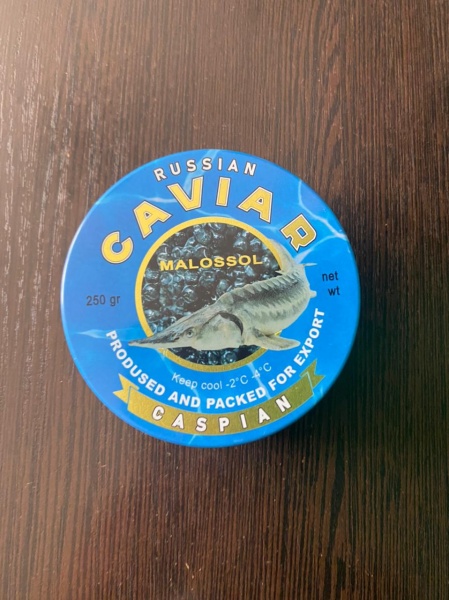 RUSSIAN
CAVIAR
MALOSSOL
250 gr
net
wt
Keep cool -2°C -4°C
PRODUSED AND PACKED FOR EXPORT
CASPIAN